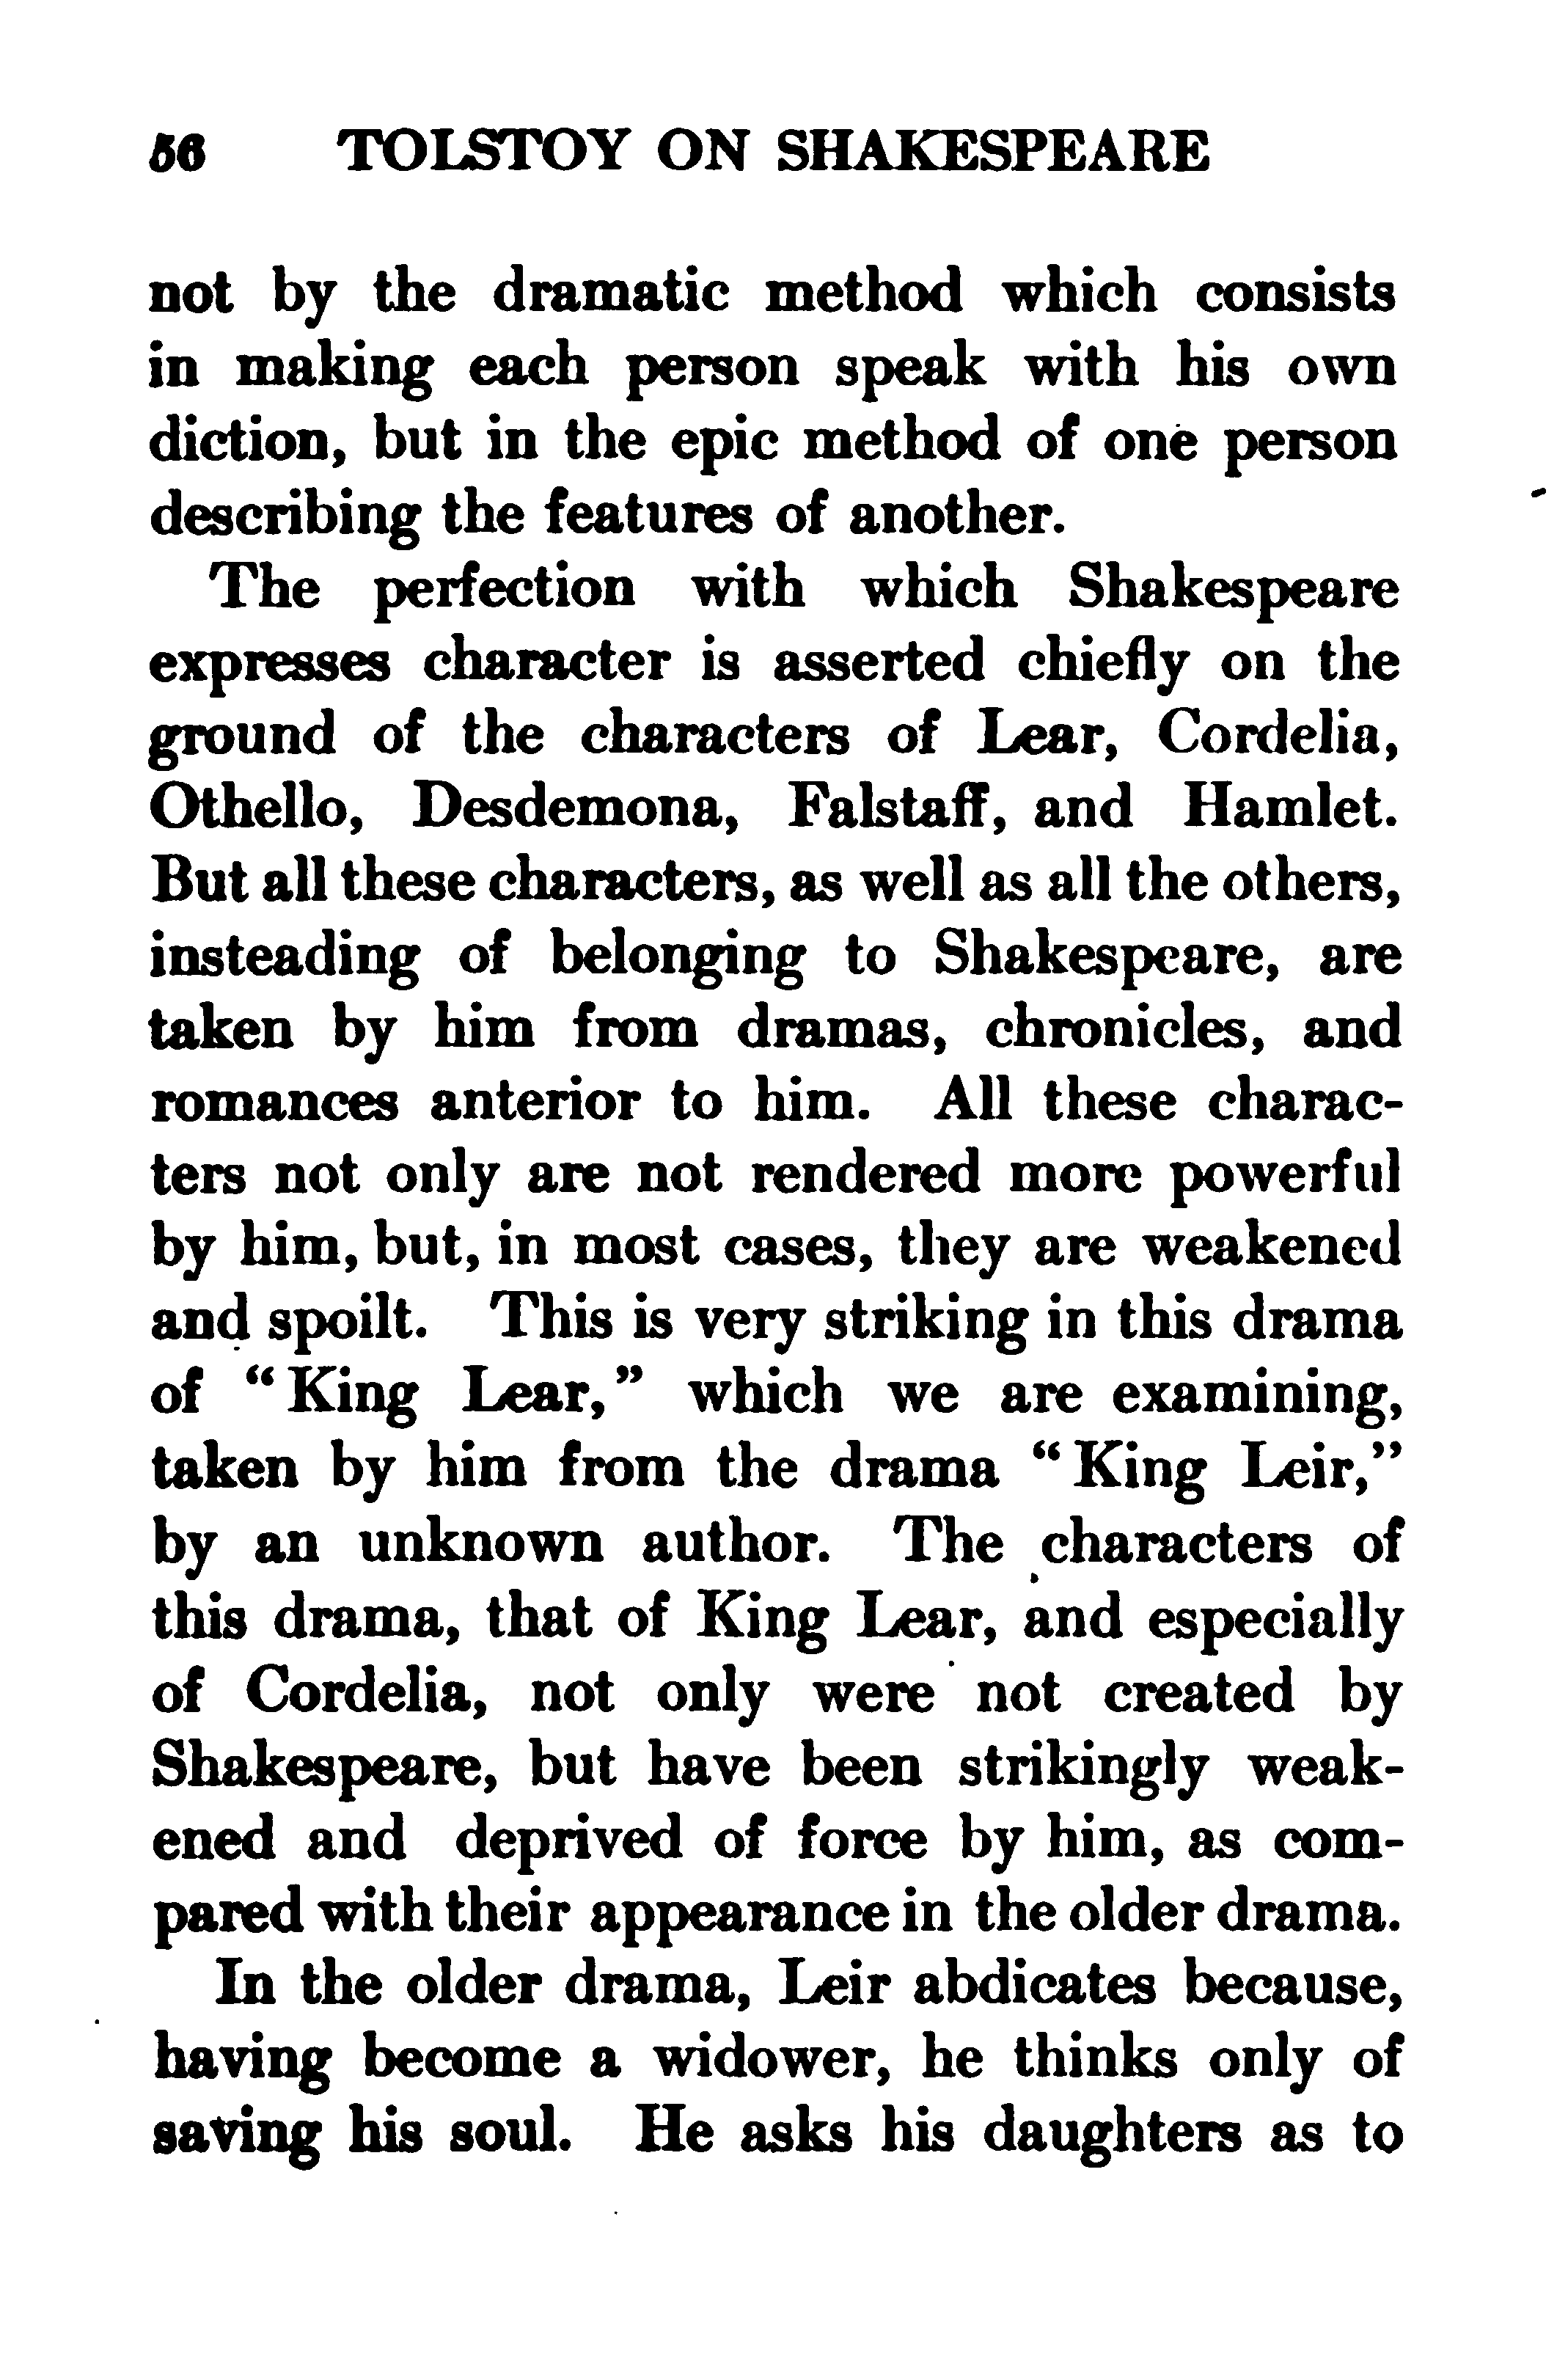 56 TOLSTOY ON SHAKESPEARE
not by the dramatic method which consists
in making each person speak with his own
diction, but in the epic method of one person
describing the features of another.
The perfection with which Shakespeare
expresses character is asserted chiefly on the
ground of the characters of Lear, Cordelia,
Othello, Desdemona, Falstaff, and Hamlet.
But all these characters, as well as all the others,
insteading of belonging to Shakespeare, are
taken by him from dramas, chronicles, and
romances anterior to him. All these charac-
ters not only are not rendered more powerful
by him, but, in most cases, they are weakened
and spoilt. This is very striking in this drama
of "King Lear," which we are examining,
taken by him from the drama "King Leir,"
by an unknown author. The characters of
this drama, that of King Lear, and especially
of Cordelia, not only were not created by
Shakespeare, but have been strikingly weak-
ened and deprived of force by him, as com-
pared with their appearance in the older drama.
In the older drama, Leir abdicates because,
having become a widower, he thinks only of
saving his soul. He asks his daughters as to